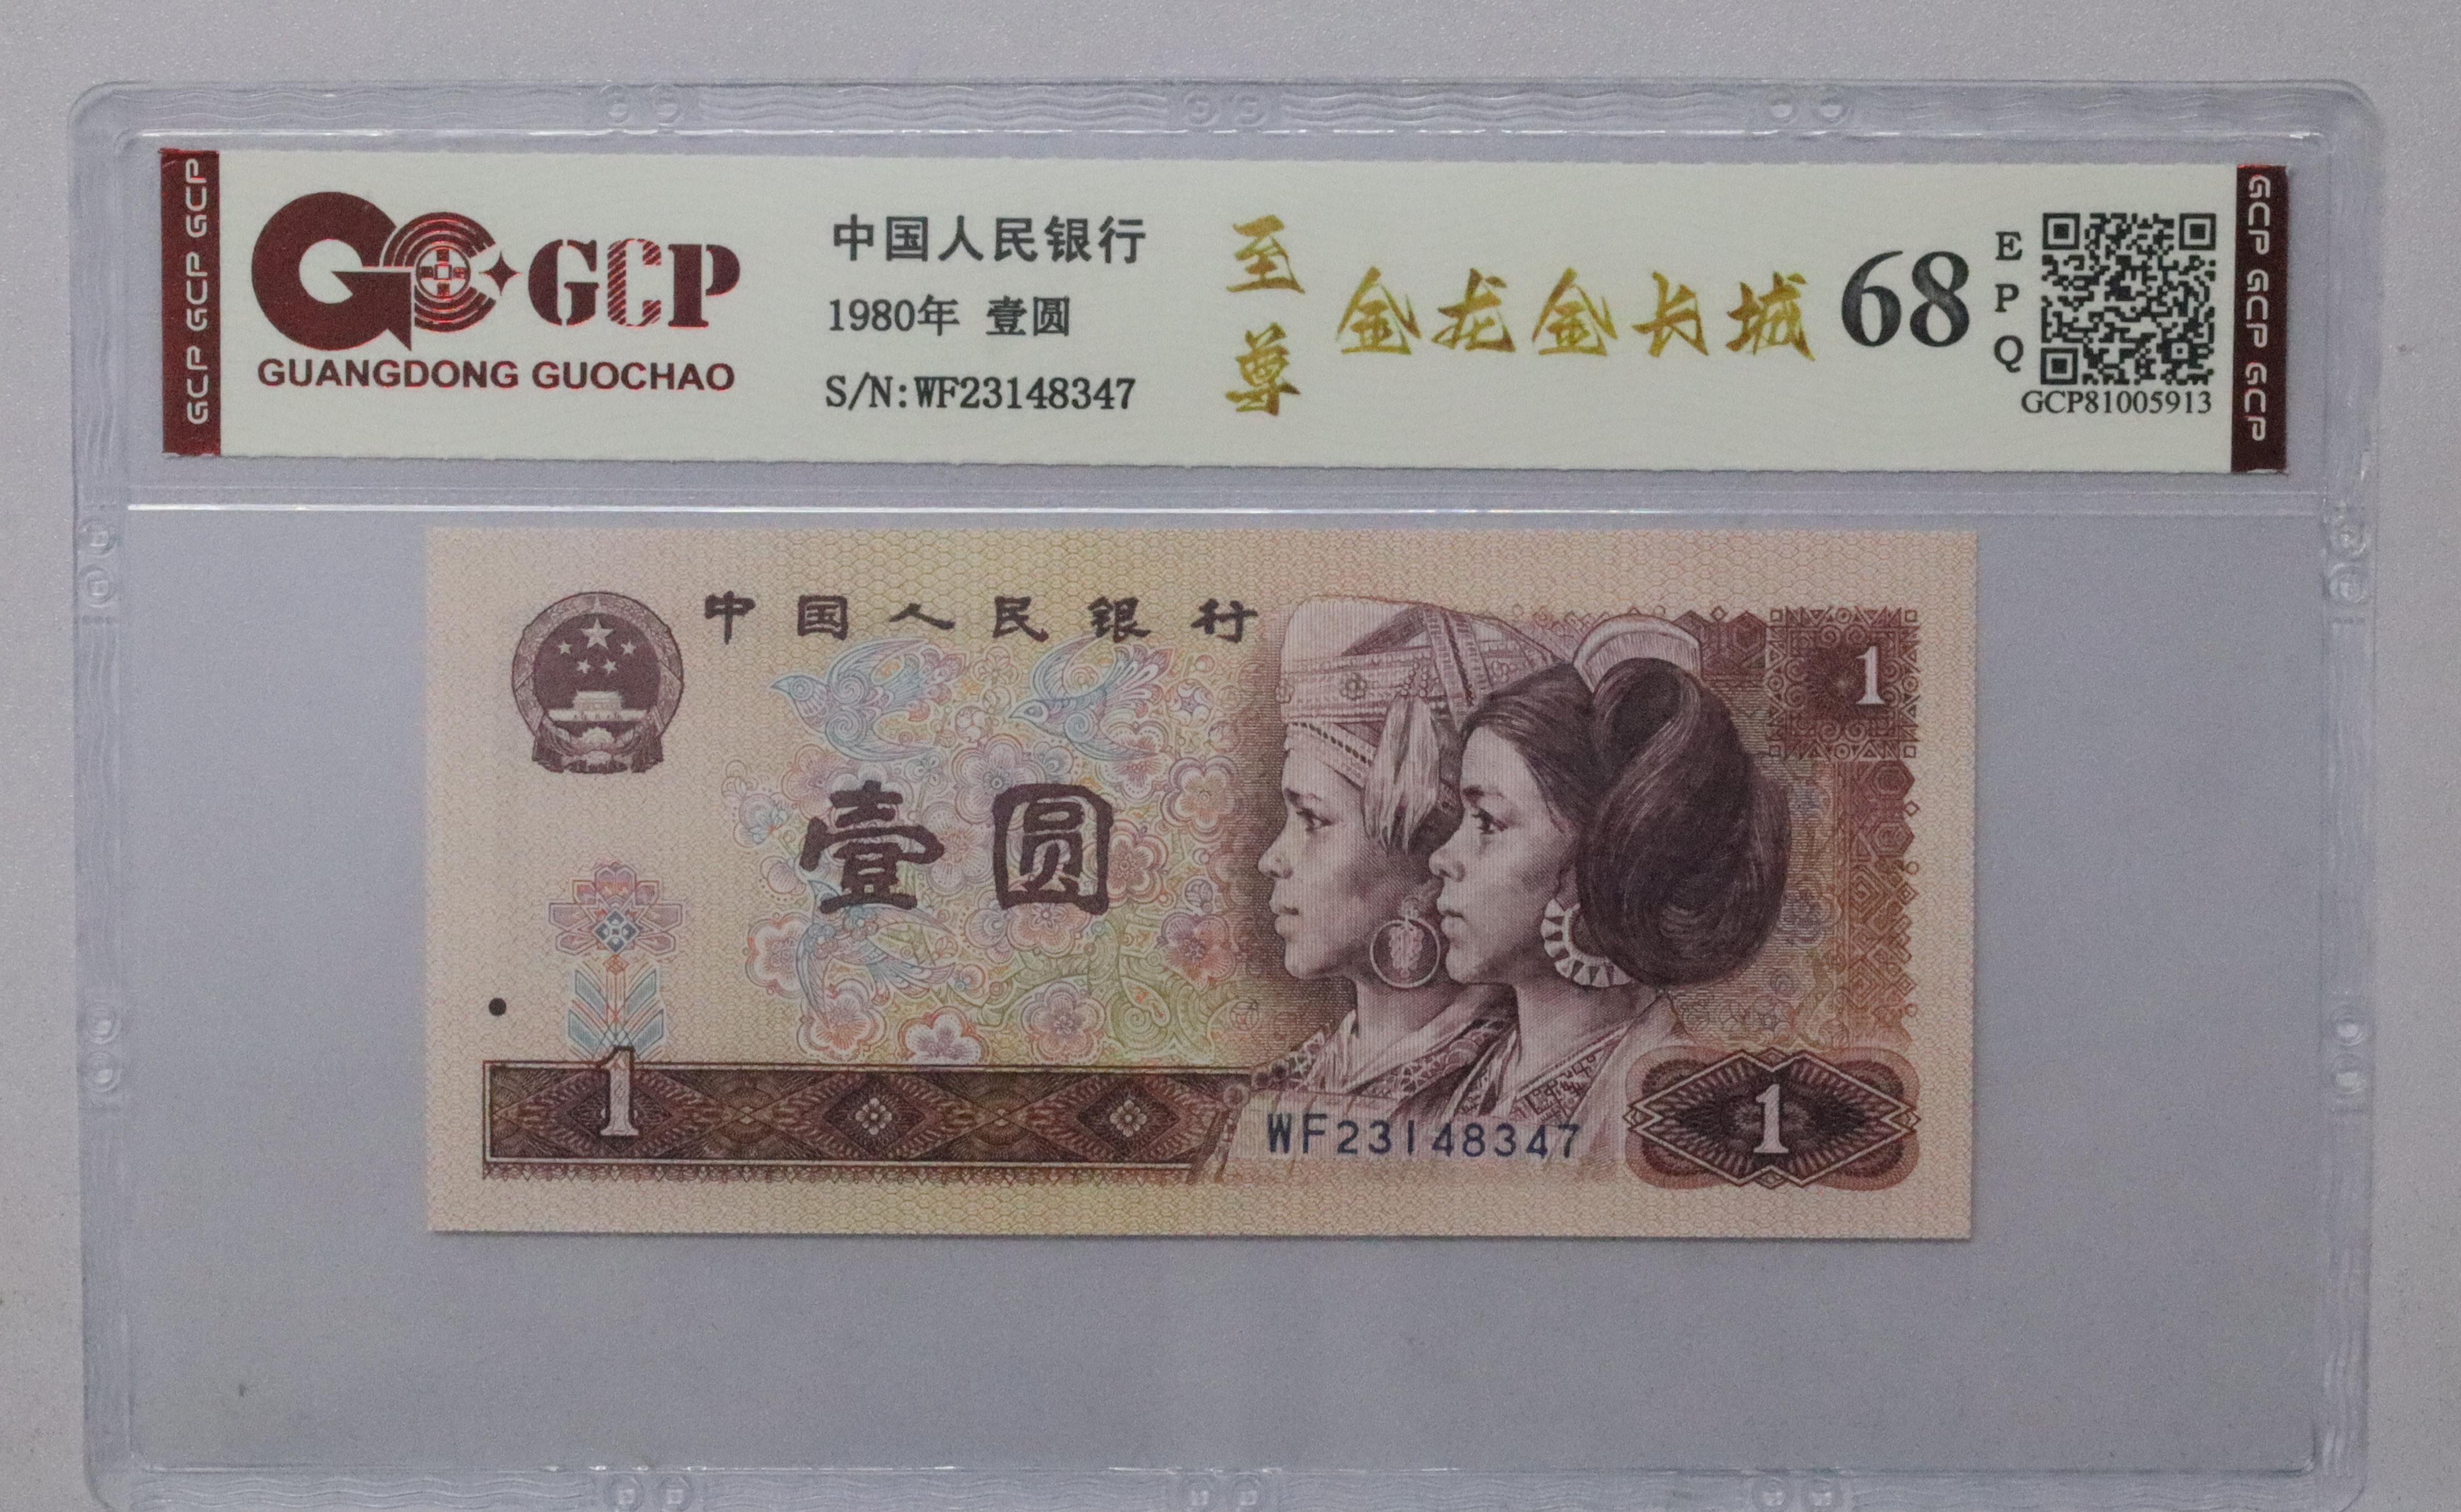 GCP GCP GCP
GCP
GUANGDONG GUOCHAO
中国人民银行
1980年 壹圆
S/N:WF23148347
至尊
金龙金长城
68
EPQ
GCP81005913
GCP GCP GCP
中国人民银行
1
壹圆
1
WF23148347
1